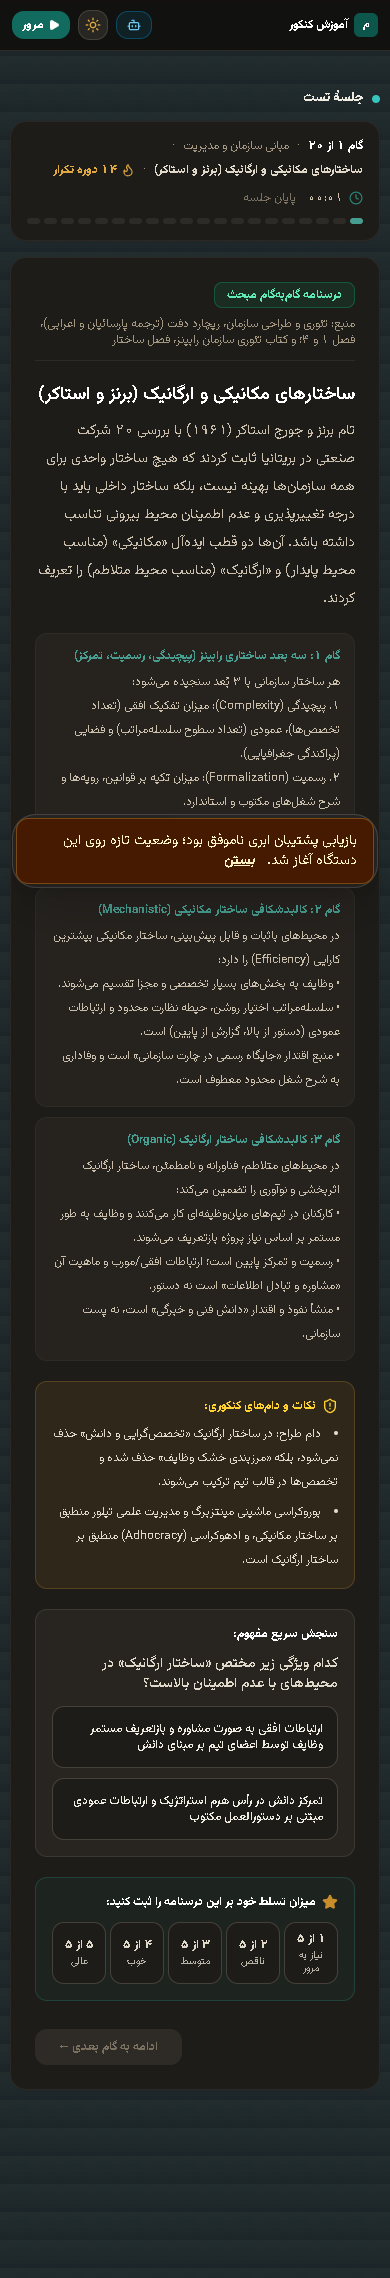 م آموزش کنکور
مرور
جلسهٔ تست
گام ۱ از ۲۰ · مبانی سازمان و مدیریت ·
ساختارهای مکانیکی و ارگانیک (برنز و استاکر) · ۱۴ دوره تکرار
۰۰:۰۱ پایان جلسه
درسنامه گام‌به‌گام مبحث
منبع: تئوری و طراحی سازمان، ریچارد دفت (ترجمه پارسائیان و اعرابی)،
فصل ۱ و ۴؛ و کتاب تئوری سازمان رابینز، فصل ساختار
ساختارهای مکانیکی و ارگانیک (برنز و استاکر)
تام برنز و جورج استاکر (۱۹۶۱) با بررسی ۲۰ شرکت
صنعتی در بریتانیا ثابت کردند که هیچ ساختار واحدی برای
همه سازمان‌ها بهینه نیست، بلکه ساختار داخلی باید با
درجه تغییرپذیری و عدم اطمینان محیط بیرونی تناسب
داشته باشد. آن‌ها دو قطب ایده‌آل «مکانیکی» (مناسب
محیط پایدار) و «ارگانیک» (مناسب محیط متلاطم) را تعریف
کردند.
گام ۱: سه بعد ساختاری رابینز (پیچیدگی، رسمیت، تمرکز)
هر ساختار سازمانی با ۳ بُعد سنجیده می‌شود:
۱. پیچیدگی (Complexity): میزان تفکیک افقی (تعداد
تخصص‌ها)، عمودی (تعداد سطوح سلسله‌مراتب) و فضایی
(پراکندگی جغرافیایی).
۲. رسمیت (Formalization): میزان تکیه بر قوانین، رویه‌ها و
شرح شغل‌های مکتوب و استاندارد.
بازیابی پشتیبان ابری ناموفق بود؛ وضعیت تازه روی این
دستگاه آغاز شد. بستن
گام ۲: کالبدشکافی ساختار مکانیکی (Mechanistic)
در محیط‌های باثبات و قابل پیش‌بینی، ساختار مکانیکی بیشترین
کارایی (Efficiency) را دارد:
• وظایف به بخش‌های بسیار تخصصی و مجزا تقسیم می‌شوند.
• سلسله‌مراتب اختیار روشن، حیطه نظارت محدود و ارتباطات
عمودی (دستور از بالا، گزارش از پایین) است.
• منبع اقتدار «جایگاه رسمی در چارت سازمانی» است و وفاداری
به شرح شغل محدود معطوف است.
گام ۳: کالبدشکافی ساختار ارگانیک (Organic)
در محیط‌های متلاطم، فناورانه و نامطمئن، ساختار ارگانیک
اثربخشی و نوآوری را تضمین می‌کند:
• کارکنان در تیم‌های میان‌وظیفه‌ای کار می‌کنند و وظایف به طور
مستمر بر اساس نیاز پروژه بازتعریف می‌شوند.
• رسمیت و تمرکز پایین است؛ ارتباطات افقی/مورب و ماهیت آن
«مشاوره و تبادل اطلاعات» است نه دستور.
• منشأ نفوذ و اقتدار «دانش فنی و خبرگی» است، نه پست
سازمانی.
نکات و دام‌های کنکوری:
• دام طراح: در ساختار ارگانیک «تخصص‌گرایی و دانش» حذف
نمی‌شود، بلکه «مرزبندی خشک وظایف» حذف شده و
تخصص‌ها در قالب تیم ترکیب می‌شوند.
• بوروکراسی ماشینی مینتزبرگ و مدیریت علمی تیلور منطبق
بر ساختار مکانیکی، و ادهوکراسی (Adhocracy) منطبق بر
ساختار ارگانیک است.
سنجش سریع مفهوم:
کدام ویژگی زیر مختص «ساختار ارگانیک» در
محیط‌های با عدم اطمینان بالاست؟
ارتباطات افقی به صورت مشاوره و بازتعریف مستمر
وظایف توسط اعضای تیم بر مبنای دانش
تمرکز دانش در رأس هرم استراتژیک و ارتباطات عمودی
مبتنی بر دستورالعمل مکتوب
میزان تسلط خود بر این درسنامه را ثبت کنید:
۱ از ۵ ۲ از ۵ ۳ از ۵ ۴ از ۵ ۵ از ۵
نیاز به مرور ناقص متوسط خوب عالی
ادامه به گام بعدی ←